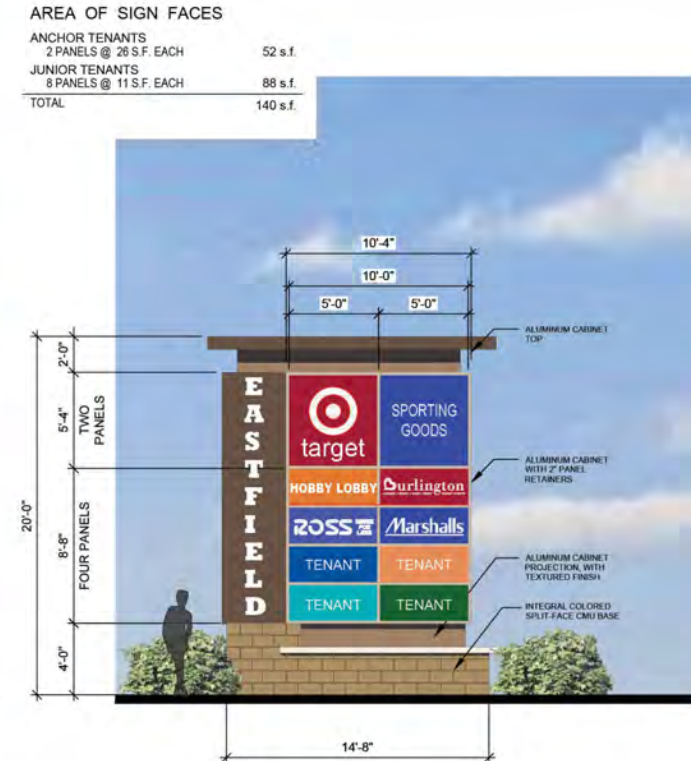 AREA OF SIGN FACES
ANCHOR TENANTS
2 PANELS @ 26 S.F. EACH 52 s.f.
JUNIOR TENANTS
8 PANELS @ 11 S.F. EACH 88 s.f.
TOTAL 140 s.f.
10'-4"
10'-0"
5'-0" 5'-0"
2'-0"
ALUMINUM CABINET
TOP
5'-4"
TWO
PANELS
EASTFIELD
target
SPORTING
GOODS
20'-0"
8'-8"
FOUR PANELS
HOBBY LOBBY
Burlington
ALUMINUM CABINET
WITH 2" PANEL
RETAINERS
ROSS
Marshalls
TENANT TENANT
TENANT TENANT
ALUMINUM CABINET
PROJECTION, WITH
TEXTURED FINISH
INTEGRAL COLORED
SPLIT-FACE CMU BASE
4'-0"
14'-8"